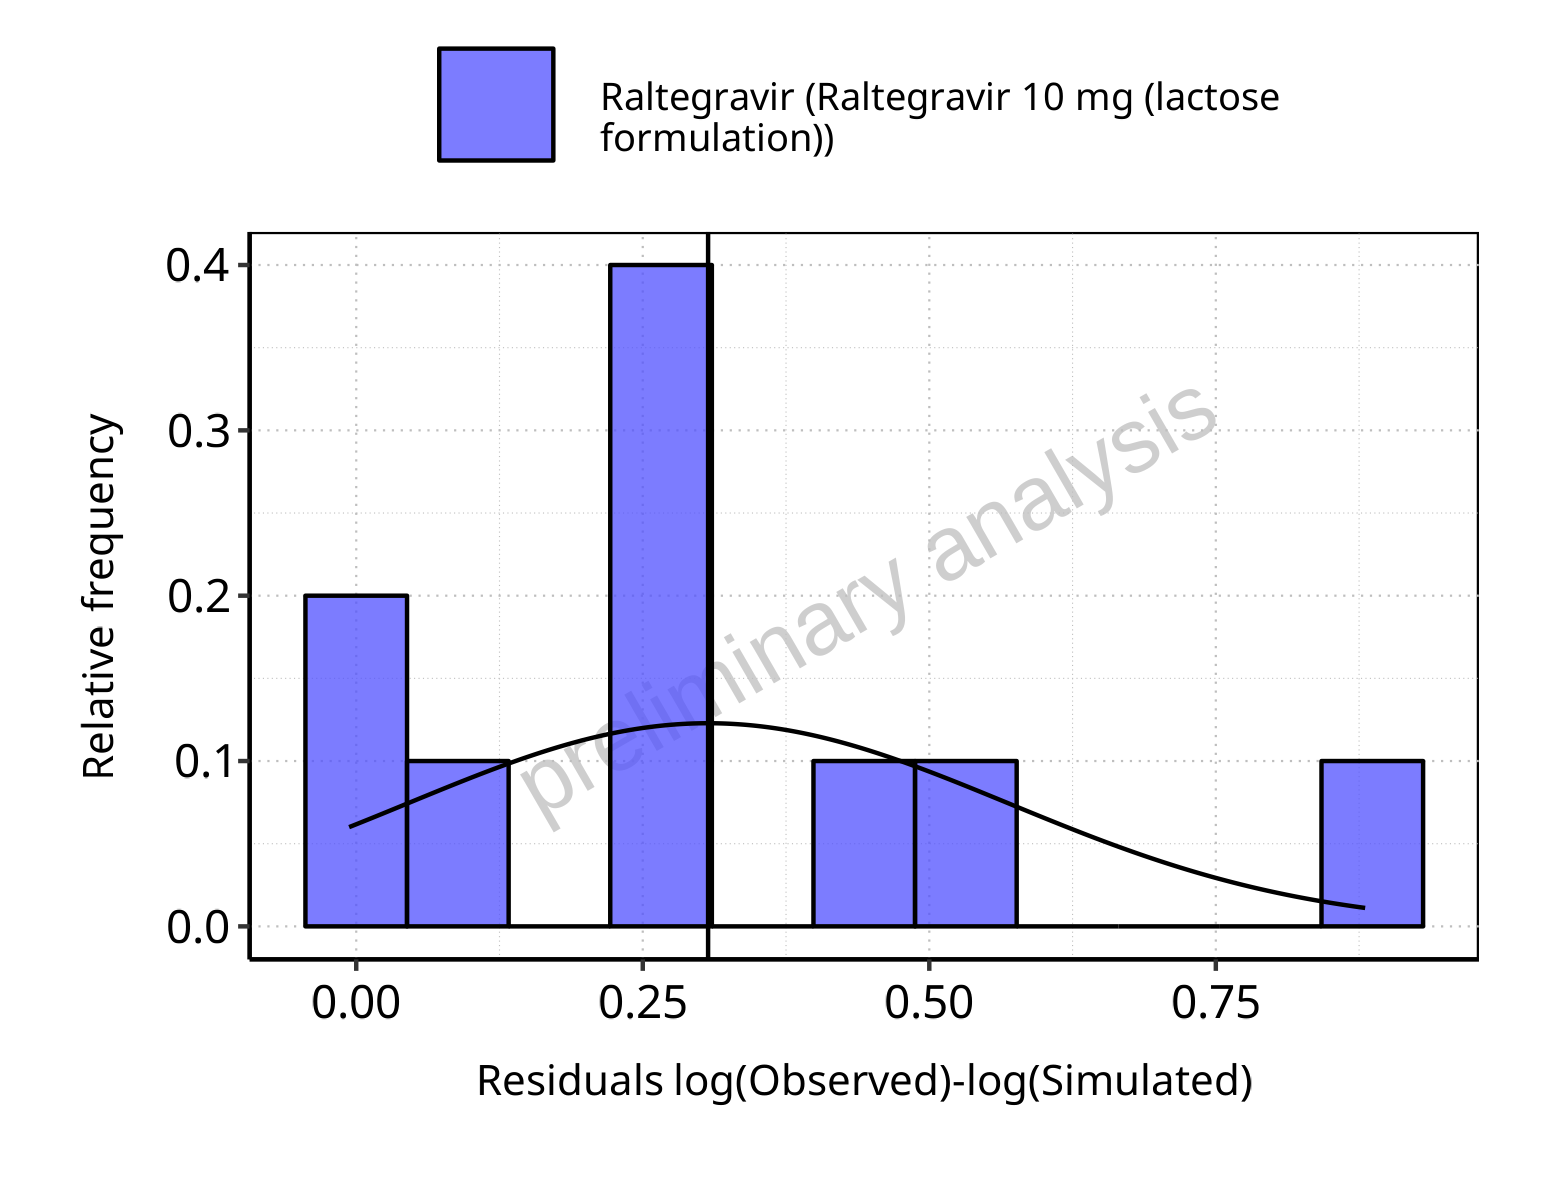 Raltegravir (Raltegravir 10 mg (lactose
formulation))
0.4
0.3
0.2
0.1
0.0
Relative frequency
preliminary analysis
0.00 0.25 0.50 0.75
Residuals log(Observed)-log(Simulated)